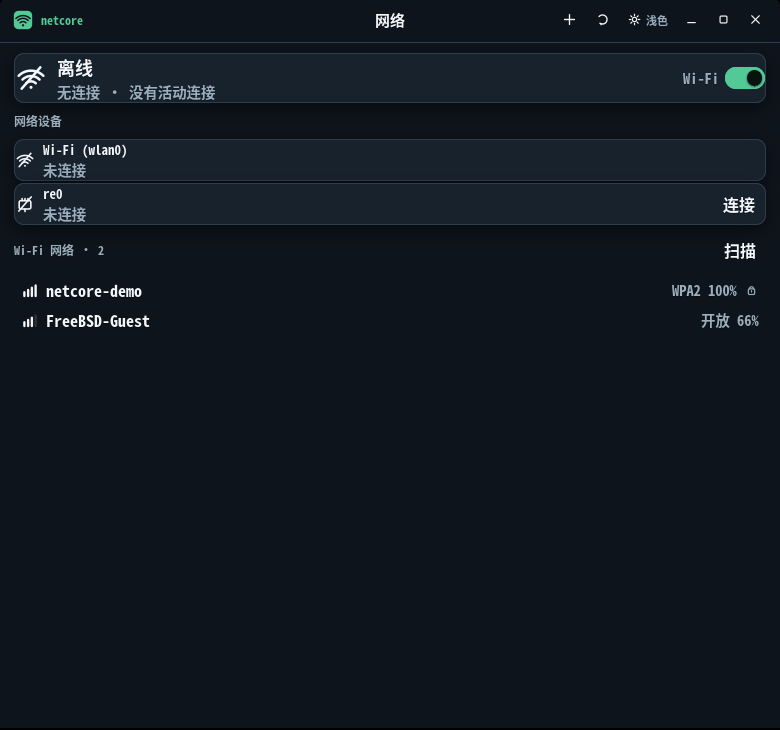 netcore 网络 浅色
离线
无连接 · 没有活动连接 Wi-Fi
网络设备
Wi-Fi (wlan0)
未连接
re0
未连接 连接
Wi-Fi 网络 · 2 扫描
netcore-demo WPA2 100%
FreeBSD-Guest 开放 66%